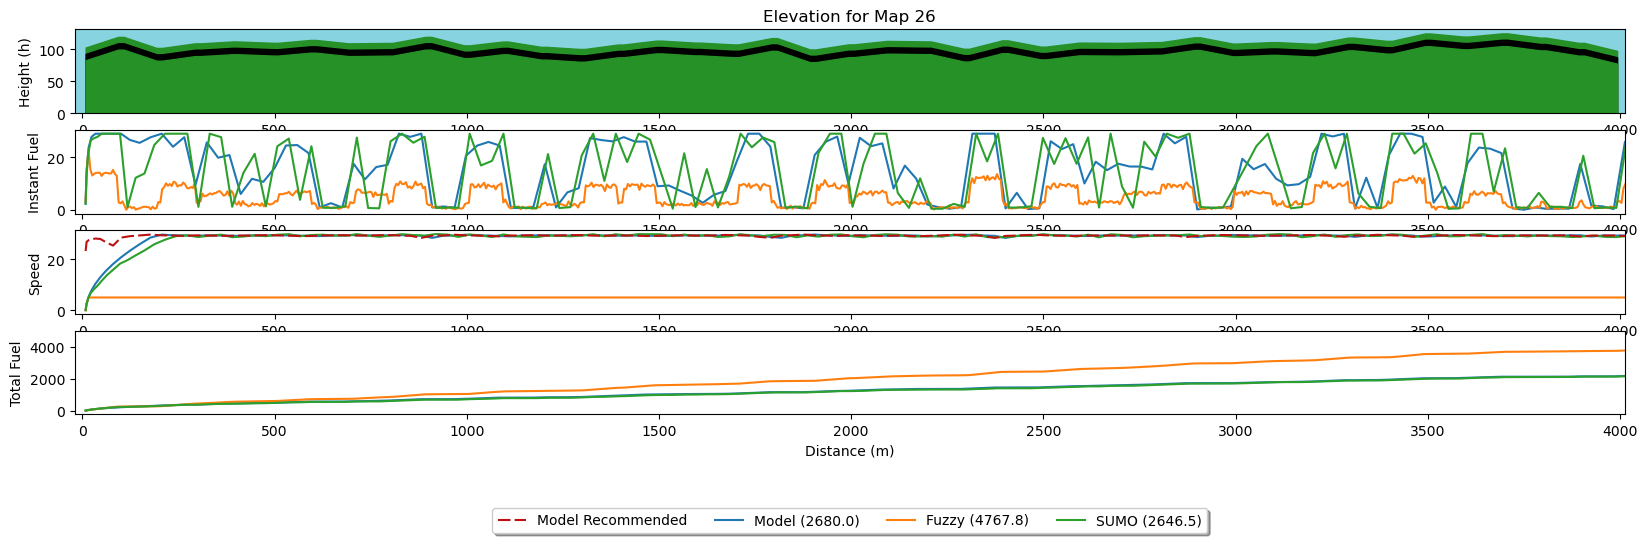 Elevation for Map 26
Height (h)
100
50
0
0 500 1000 1500 2000 2500 3000 3500 4000
Instant Fuel
20
0
0 500 1000 1500 2000 2500 3000 3500 4000
Speed
20
0
0 500 1000 1500 2000 2500 3000 3500 4000
Total Fuel
4000
2000
0
0 500 1000 1500 2000 2500 3000 3500 4000
Distance (m)
Model Recommended Model (2680.0) Fuzzy (4767.8) SUMO (2646.5)